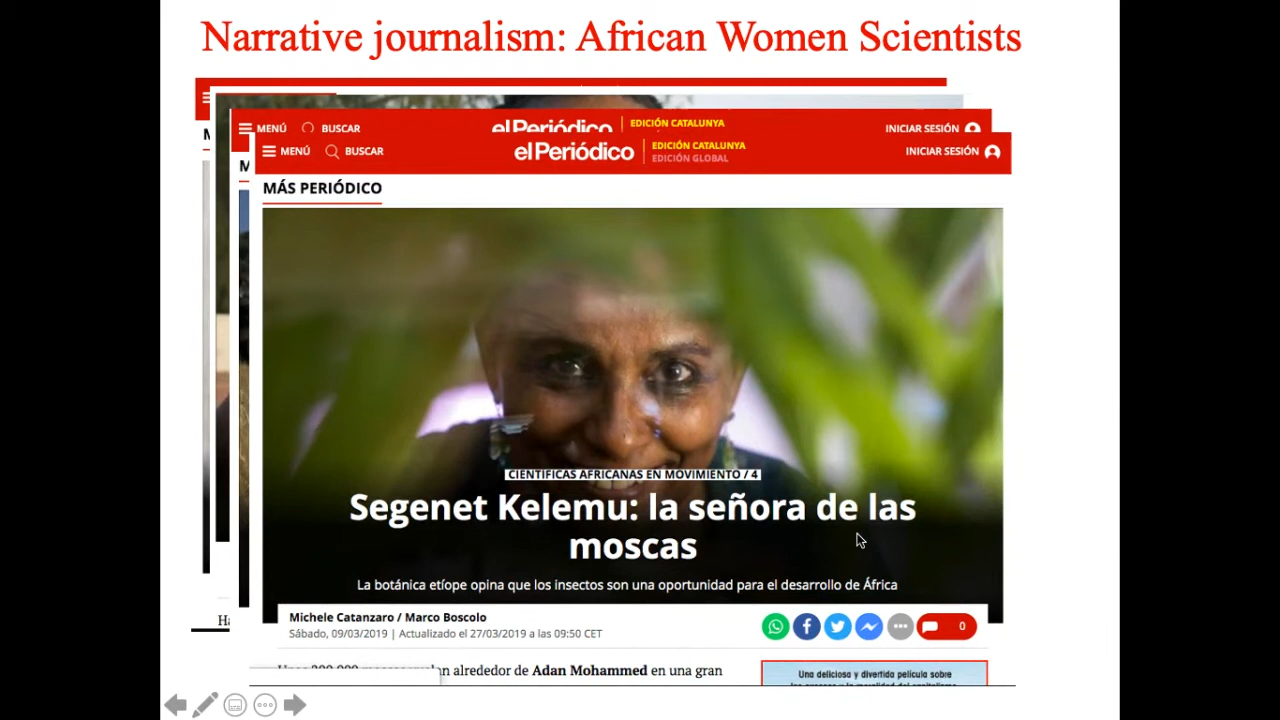 Narrative journalism: African Women Scientists
MENÚ BUSCAR elPeriódico EDICIÓN CATALUNYA INICIAR SESIÓN
MENÚ BUSCAR elPeriódico EDICIÓN CATALUNYA INICIAR SESIÓN
EDICIÓN GLOBAL
MÁS PERIÓDICO
CIENTIFICAS AFRICANAS EN MOVIMIENTO / 4
Segenet Kelemu: la señora de las
moscas
La botánica etíope opina que los insectos son una oportunidad para el desarrollo de África
Michele Catanzaro / Marco Boscolo
Sábado, 09/03/2019 | Actualizado el 27/03/2019 a las 09:50 CET
0
alrededor de Adan Mohammed en una gran
Una deliciosa y divertida película sobre